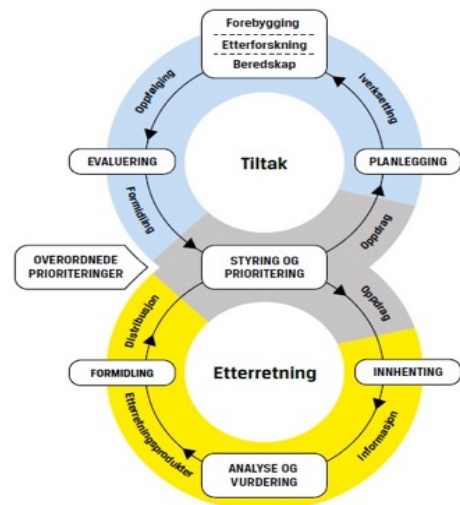 Forebygging
Etterforskning
Beredskap
Oppfølging
Iverksetting
EVALUERING
Tiltak
PLANLEGGING
Formidling
Oppdrag
OVERORDNEDE
PRIORITERINGER
STYRING OG
PRIORITERING
Oppdrag
Distribusjon
FORMIDLING
Etterretning
INNHENTING
Etterretningsprodukter
Informasjon
ANALYSE OG
VURDERING